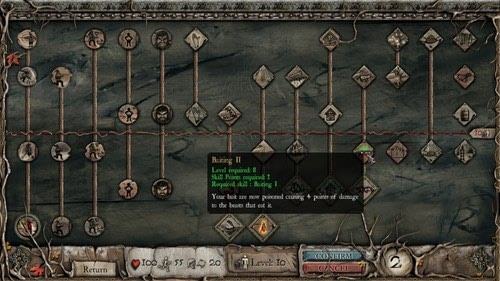 Baiting II
Level required: 8
Skill Points required: 2
Required skill : Baiting I
Your bait are now poisoned causing 4 points of damage
to the beasts that eat it.
Return
100
55
20
Level: 10
2
CANCEL